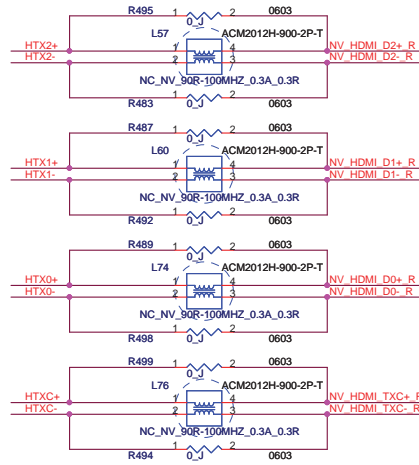 R495 1 2 0603
0_J
L57 ACM2012H-900-2P-T
HTX2+ 1 4 NV_HDMI_D2+_R
HTX2- 2 3 NV_HDMI_D2-_R
NC_NV_90R-100MHZ_0.3A_0.3R
R483 1 2 0603
0_J
R487 1 2 0603
0_J
L60 ACM2012H-900-2P-T
HTX1+ 1 4 NV_HDMI_D1+_R
HTX1- 2 3 NV_HDMI_D1-_R
NC_NV_90R-100MHZ_0.3A_0.3R
R492 1 2 0603
0_J
R489 1 2 0603
0_J
L74 ACM2012H-900-2P-T
HTX0+ 1 4 NV_HDMI_D0+_R
HTX0- 2 3 NV_HDMI_D0-_R
NC_NV_90R-100MHZ_0.3A_0.3R
R498 1 2 0603
0_J
R499 1 2 0603
0_J
L76 ACM2012H-900-2P-T
HTXC+ 1 4 NV_HDMI_TXC+_R
HTXC- 2 3 NV_HDMI_TXC-_R
NC_NV_90R-100MHZ_0.3A_0.3R
R494 1 2 0603
0_J